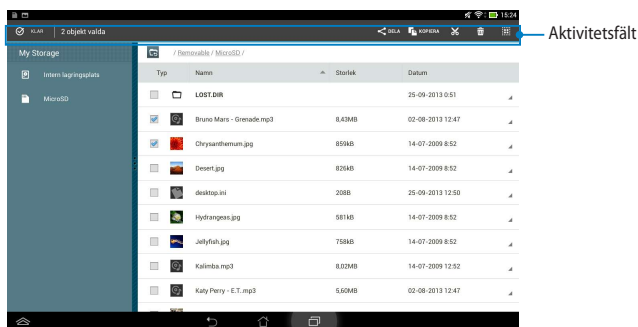 15:24
KLAR 2 objekt valda DELA KOPIERA
Aktivitetsfält
My Storage
/ Removable / MicroSD /
Typ Namn Storlek Datum
Intern lagringsplats
MicroSD
LOST.DIR 25-09-2013 0:51
Bruno Mars - Grenade.mp3 8,43MB 02-08-2013 12:47
Chrysanthemum.jpg 859kB 14-07-2009 8:52
Desert.jpg 826kB 14-07-2009 8:52
desktop.ini 208B 25-09-2013 12:50
Hydrangeas.jpg 581kB 14-07-2009 8:52
Jellyfish.jpg 758kB 14-07-2009 8:52
Kalimba.mp3 8,02MB 14-07-2009 12:52
Katy Perry - E.T..mp3 5,60MB 02-08-2013 12:47